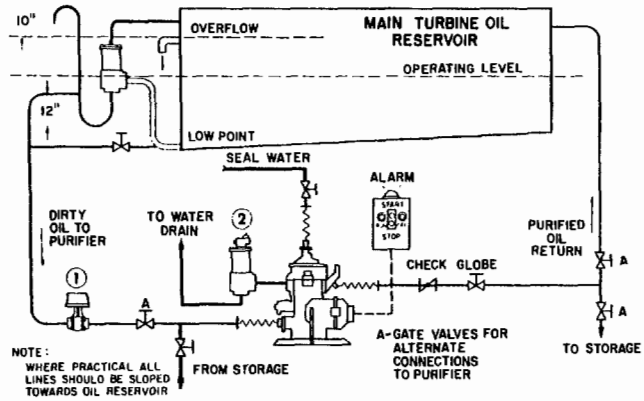 10"
OVERFLOW
MAIN TURBINE OIL
RESERVOIR
OPERATING LEVEL
12"
LOW POINT
SEAL WATER
ALARM
START
STOP
DIRTY
OIL TO
PURIFIER
TO WATER
DRAIN
2
PURIFIED
OIL
RETURN
1
A
CHECK GLOBE
A
A
A-GATE VALVES FOR
ALTERNATE
CONNECTIONS
TO PURIFIER
TO STORAGE
FROM STORAGE
NOTE:
WHERE PRACTICAL ALL
LINES SHOULD BE SLOPED
TOWARDS OIL RESERVOIR